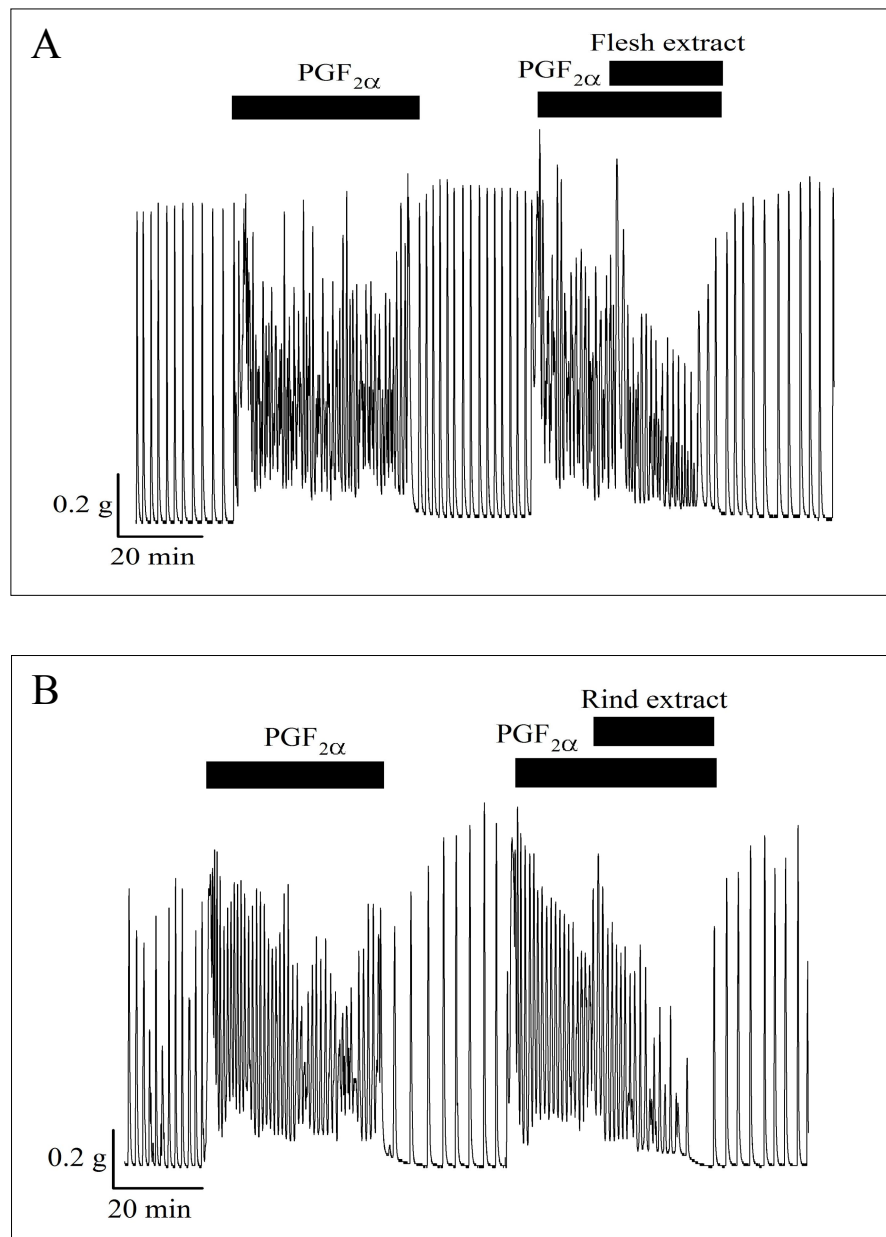 A
Flesh extract
PGF2α
PGF2α
0.2 g
20 min
B
Rind extract
PGF2α
PGF2α
0.2 g
20 min